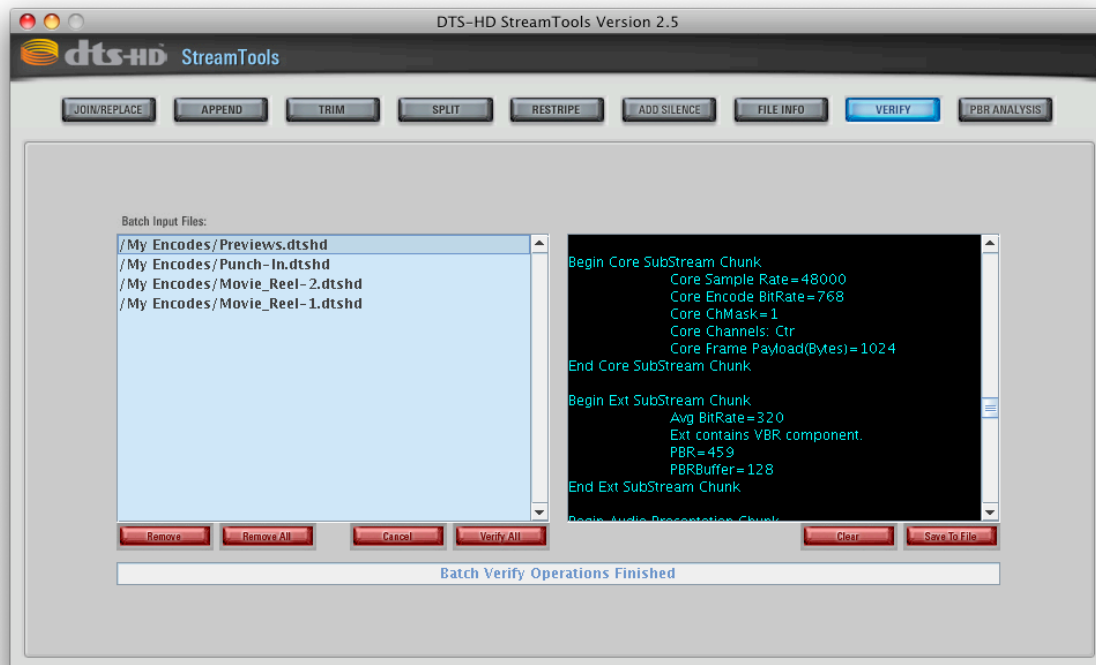 DTS-HD StreamTools Version 2.5
dts-HD StreamTools
JOIN/REPLACE APPEND TRIM SPLIT RESTRIPE ADD SILENCE FILE INFO VERIFY PBR ANALYSIS
Batch Input Files:
/My Encodes/Previews.dtshd
/My Encodes/Punch-In.dtshd
/My Encodes/Movie_Reel-2.dtshd
/My Encodes/Movie_Reel-1.dtshd
Begin Core SubStream Chunk
Core Sample Rate=48000
Core Encode BitRate=768
Core ChMask=1
Core Channels: Ctr
Core Frame Payload(Bytes)=1024
End Core SubStream Chunk
Begin Ext SubStream Chunk
Avg BitRate=320
Ext contains VBR component.
PBR=459
PBRBuffer=128
End Ext SubStream Chunk
Begin Audio Presentation Chunk
Remove Remove All Cancel Verify All Clear Save To File
Batch Verify Operations Finished